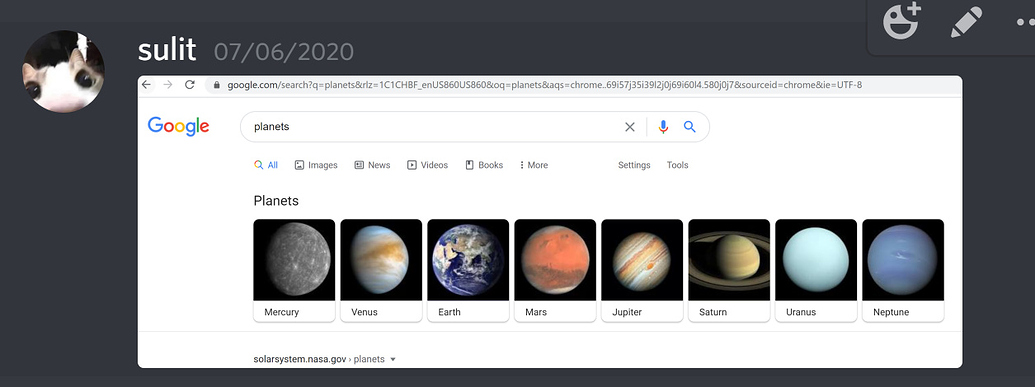 sulit 07/06/2020
google.com/search?q=planets&rlz=1C1CHBF_enUS860US860&oq=planets&aqs=chrome..69i57j35i39l2j0j69i60l4.580j0j7&sourceid=chrome&ie=UTF-8
Google planets
All Images News Videos Books More Settings Tools
Planets
Mercury Venus Earth Mars Jupiter Saturn Uranus Neptune
solarsystem.nasa.gov › planets